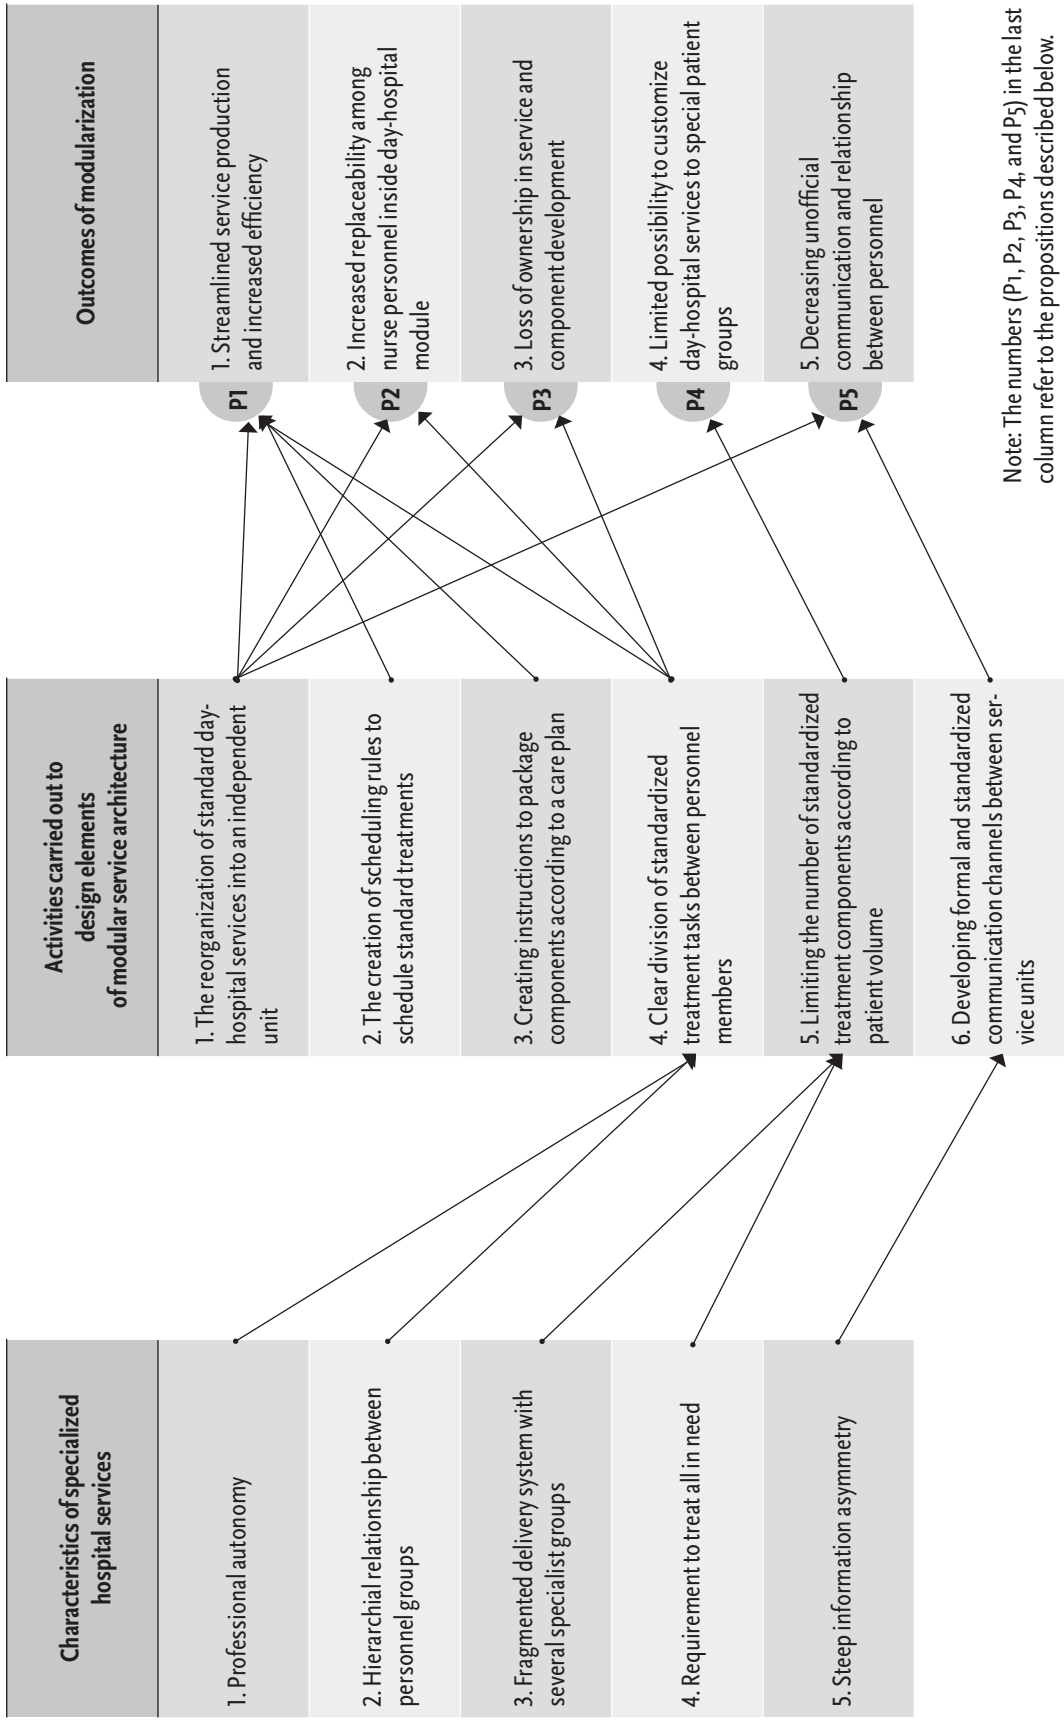 Characteristics of specialized
hospital services
1. Professional autonomy
2. Hierarchial relationship between
personnel groups
3. Fragmented delivery system with
several specialist groups
4. Requirement to treat all in need
5. Steep information asymmetry
Activities carried out to
design elements
of modular service architecture
1. The reorganization of standard day-
hospital services into an independent
unit
2. The creation of scheduling rules to
schedule standard treatments
3. Creating instructions to package
components according to a care plan
4. Clear division of standardized
treatment tasks between personnel
members
5. Limiting the number of standardized
treatment components according to
patient volume
6. Developing formal and standardized
communication channels between ser-
vice units
Outcomes of modularization
P1
1. Streamlined service production
and increased efficiency
P2
2. Increased replaceability among
nurse personnel inside day-hospital
module
P3
3. Loss of ownership in service and
component development
P4
4. Limited possibility to customize
day-hospital services to special patient
groups
P5
5. Decreasing unofficial
communication and relationship
between personnel
Note: The numbers (P1, P2, P3, P4, and P5) in the last
column refer to the propositions described below.